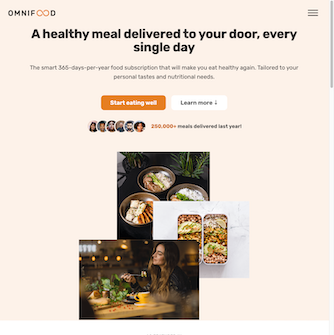 OMNIFOOD
A healthy meal delivered to your door, every
single day
The smart 365-days-per-year food subscription that will make you eat healthy again. Tailored to
your personal tastes and nutritional needs.
Start eating well
Learn more ↓
250,000+ meals delivered last year!